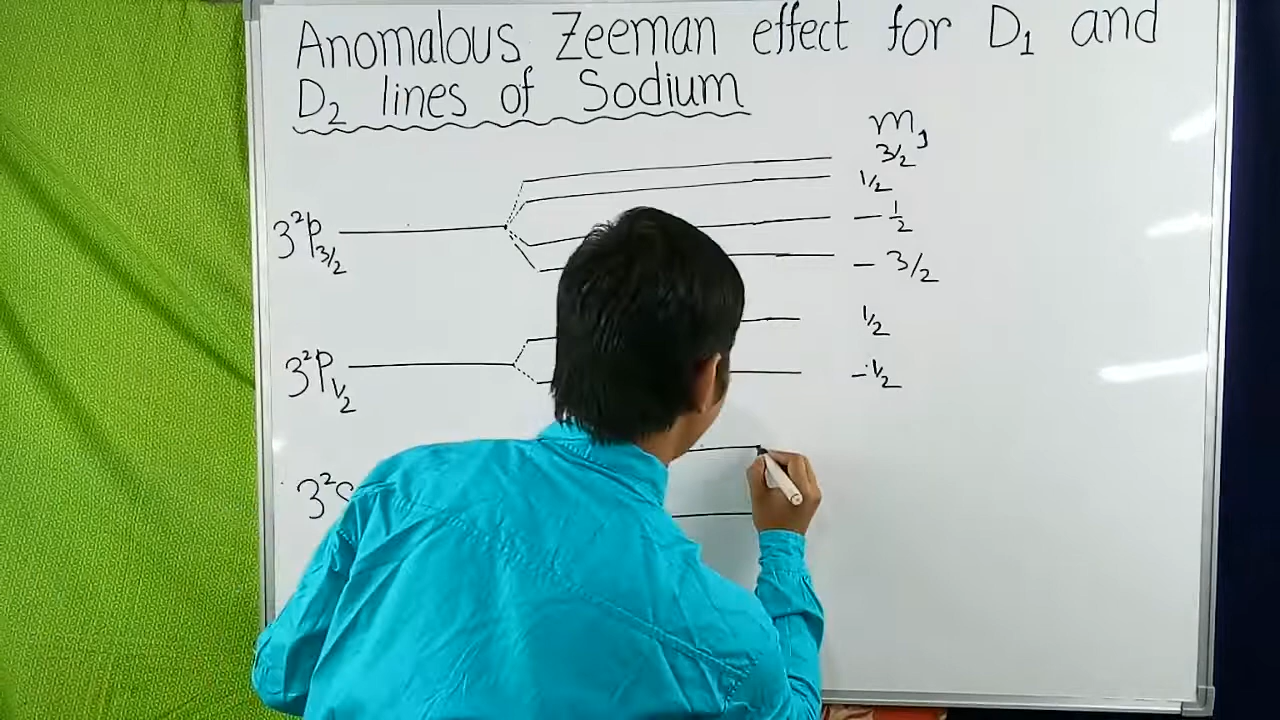 Anomalous Zeeman effect for D₁ and
D₂ lines of Sodium
mⱼ
3/2
1/2
3²P₃/₂
-1/2
-3/2
1/2
3²P₁/₂
-1/2
3²S